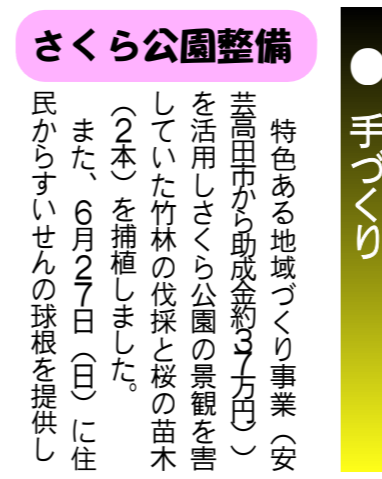 ● 手づくり
さくら公園整備
特色ある地域づくり事業（安
芸高田市から助成金約37万円））
を活用しさくら公園の景観を害
していた竹林の伐採と桜の苗木
（2本）を捕植しました。
また、6月27日（日）に住
民からすいせんの球根を提供し